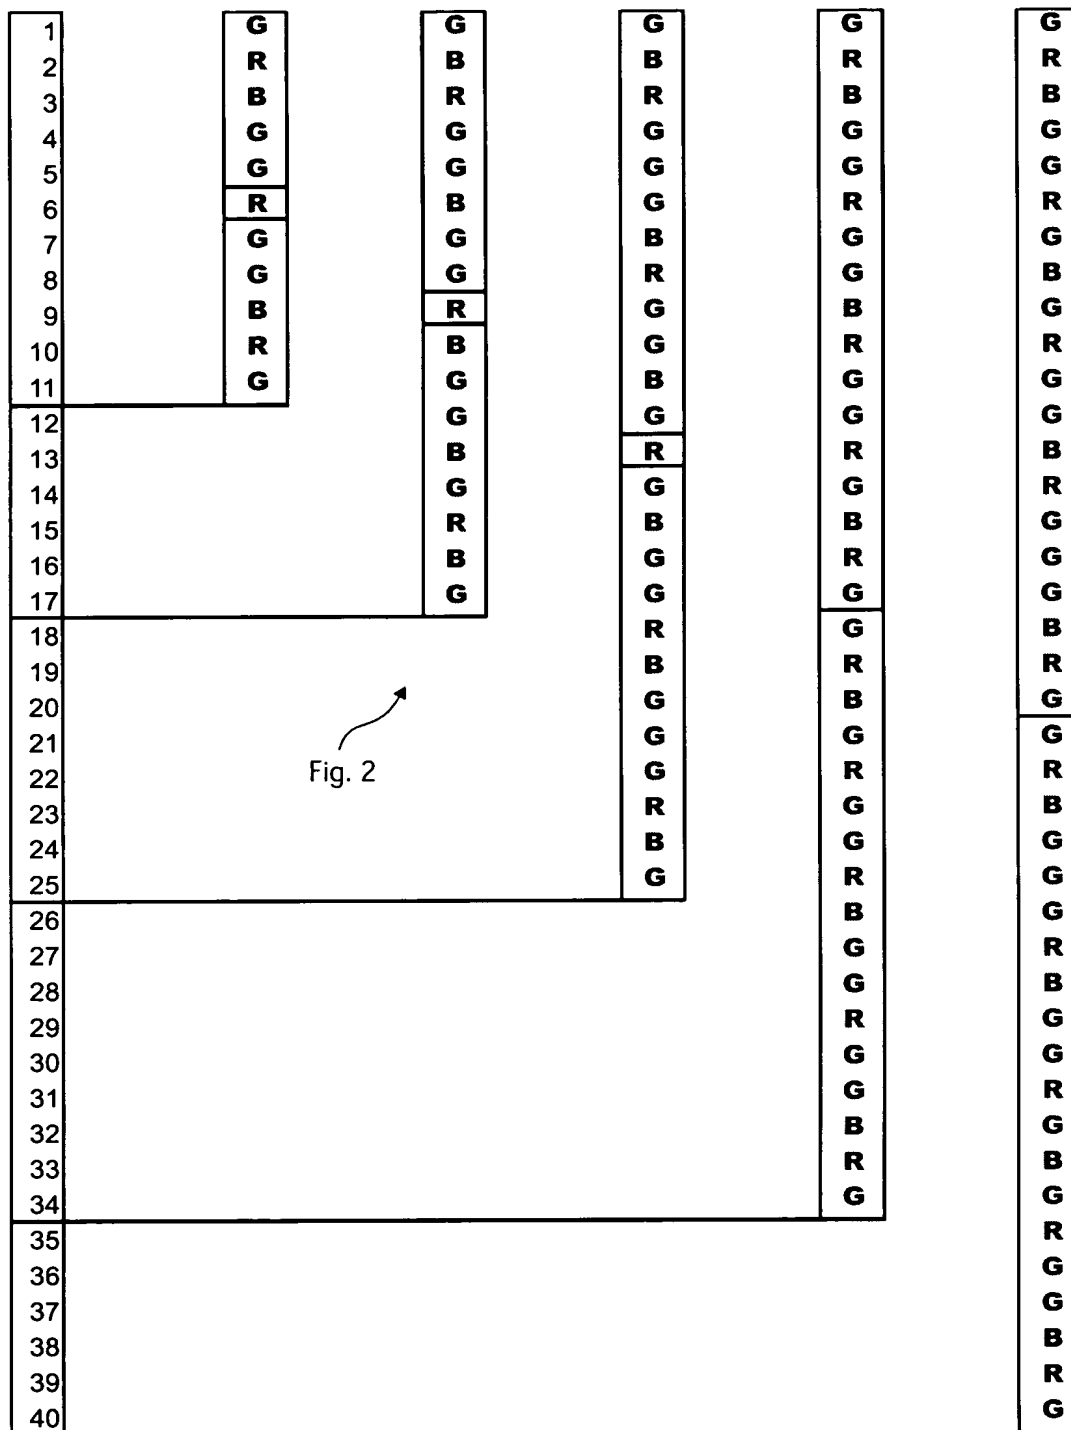 1 G G G G G
2 R B B R R
3 B R R B B
4 G G G G G
5 G G G G G
6 R B G R R
7 G G B G G
8 G G R G B
9 B R G B G
10 R B G R R
11 G G B G G
12 G G G G
13 B R R B
14 G G G R
15 R B B G
16 B G R G
17 G G G G
18 R G B
19 B R R
20 G B G
21 G G G
22 G R R
23 R G B
24 B G G
25 G R G
26 B G
27 G R
28 G B
29 R G
30 G G
31 G R
32 B G
33 R B
34 G G
35 R
36 G
37 G
38 B
39 R
40 G
Fig. 2